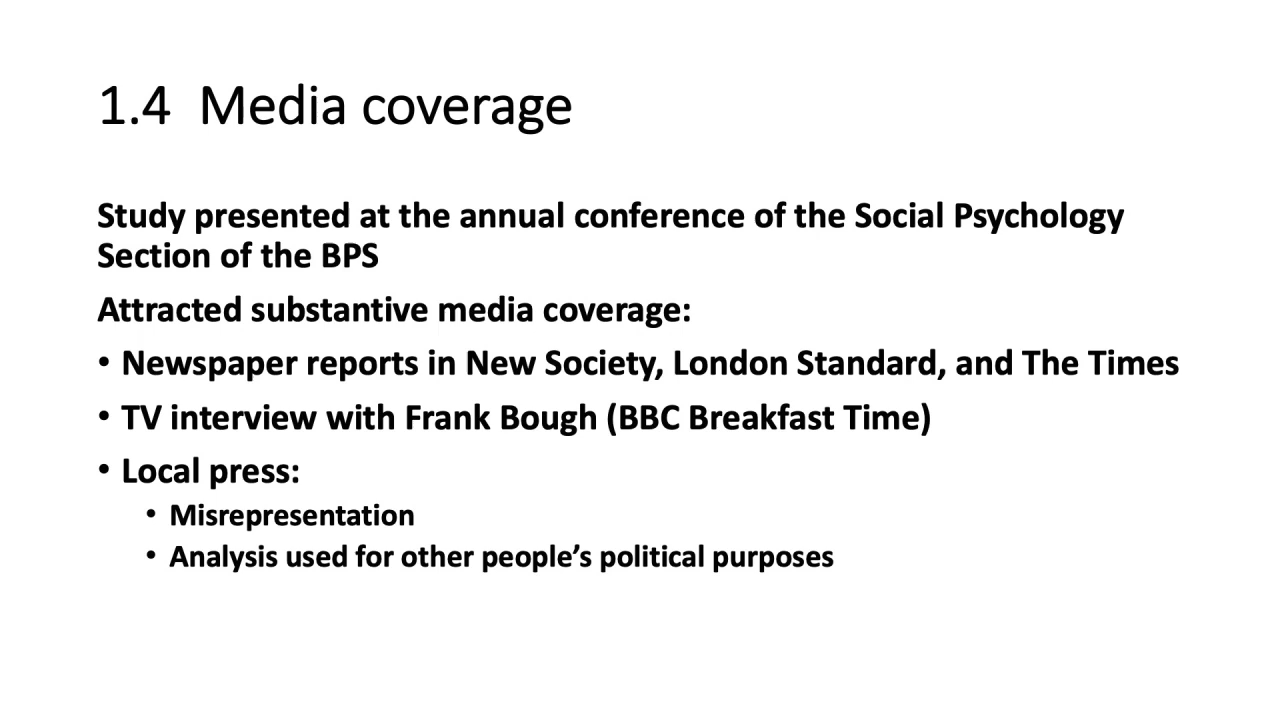 1.4  Media coverage
Study presented at the annual conference of the Social Psychology
Section of the BPS
Attracted substantive media coverage:
• Newspaper reports in New Society, London Standard, and The Times
• TV interview with Frank Bough (BBC Breakfast Time)
• Local press:
• Misrepresentation
• Analysis used for other people’s political purposes